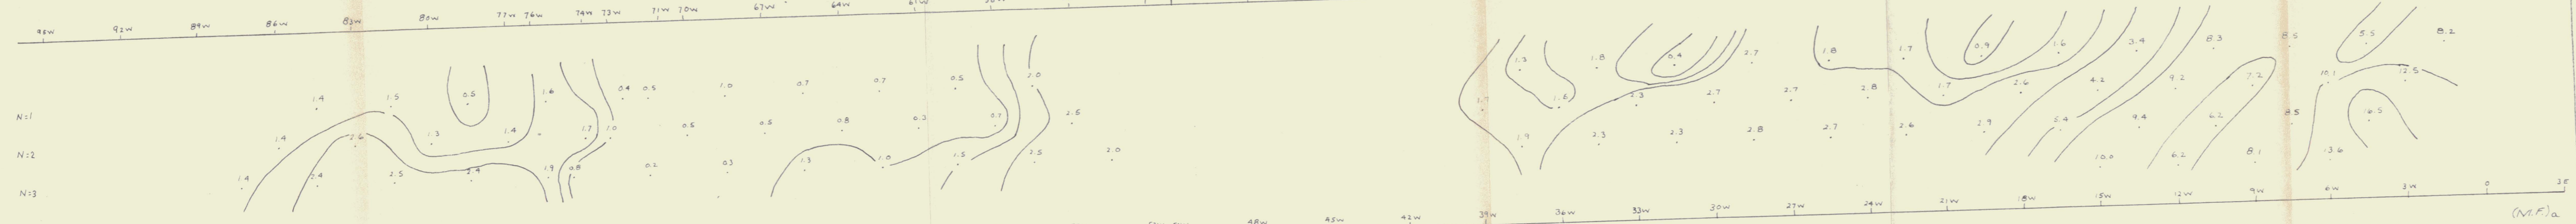 95W 92W 89W 86W 83W 80W 77W 76W 74W 73W 71W 70W 67W 64W 61W
1.3 1.8 0.4 2.7 1.8 1.7 0.9 1.6 3.4 8.3 8.5 5.5 8.2
N=1 1.4 1.5 0.5 1.6 0.4 0.5 1.0 0.7 0.7 0.5 2.0 1.7 1.6 2.3 2.7 2.7 2.8 1.7 2.6 4.2 9.2 7.2 10.1 12.5
N=2 1.4 2.6 1.3 1.4 1.7 1.0 0.5 0.5 0.8 0.3 0.7 2.5 1.9 2.3 2.3 2.8 2.7 2.6 2.9 5.4 9.4 6.2 8.5 16.5
N=3 1.4 2.4 2.5 2.4 1.9 0.8 0.2 0.3 1.3 1.0 1.5 2.5 2.0 10.0 6.2 8.1 13.6
48W 45W 42W 39W 36W 33W 30W 27W 24W 21W 18W 15W 12W 9W 6W 3W 0 3E
(M.F.)a